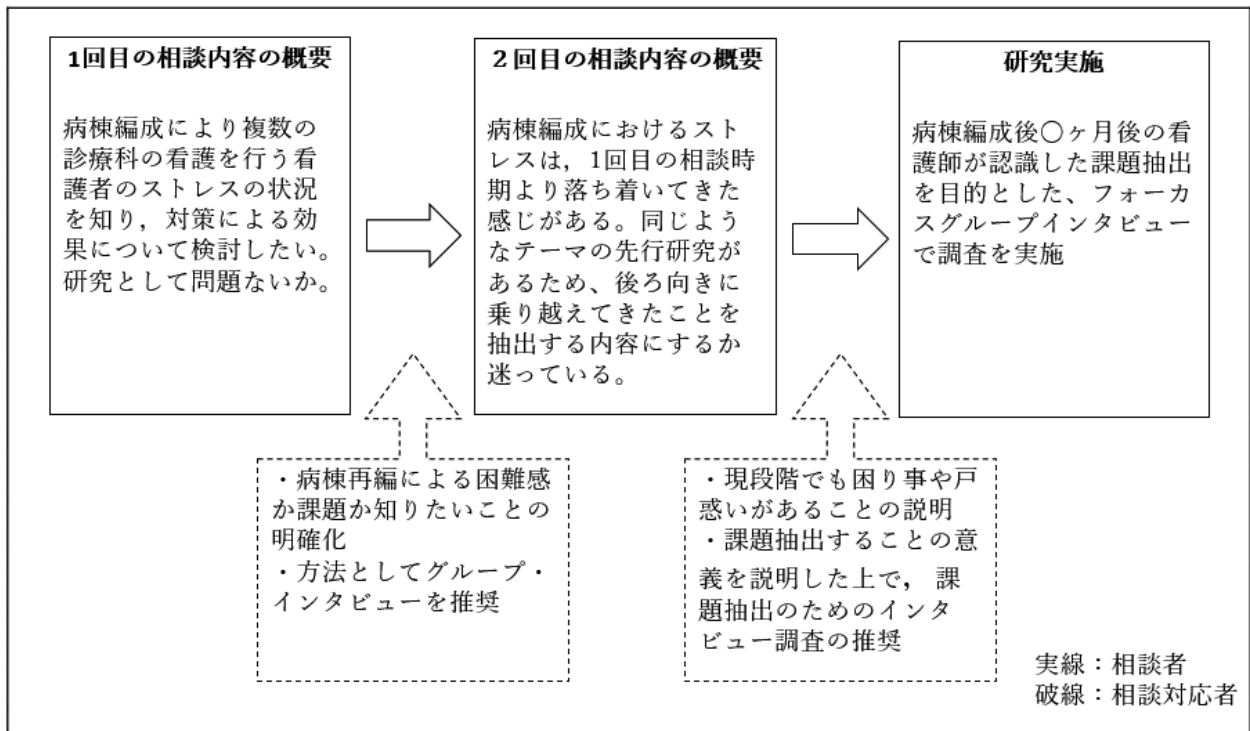 1回目の相談内容の概要
病棟編成により複数の
診療科の看護を行う看
護者のストレスの状況
を知り，対策による効
果について検討したい。
研究として問題ないか。
２回目の相談内容の概要
病棟編成におけるスト
レスは，1回目の相談時
期より落ち着いてきた
感じがある。同じよう
なテーマの先行研究が
あるため、後ろ向きに
乗り越えてきたことを
抽出する内容にするか
迷っている。
研究実施
病棟編成後〇ヶ月後の看
護師が認識した課題抽出
を目的とした、フォーカ
スグループインタビュー
で調査を実施
・病棟再編による困難感
か課題か知りたいことの
明確化
・方法としてグループ・
インタビューを推奨
・現段階でも困り事や戸
惑いがあることの説明
・課題抽出することの意
義を説明した上で， 課
題抽出のためのインタ
ビュー調査の推奨
実線：相談者
破線：相談対応者